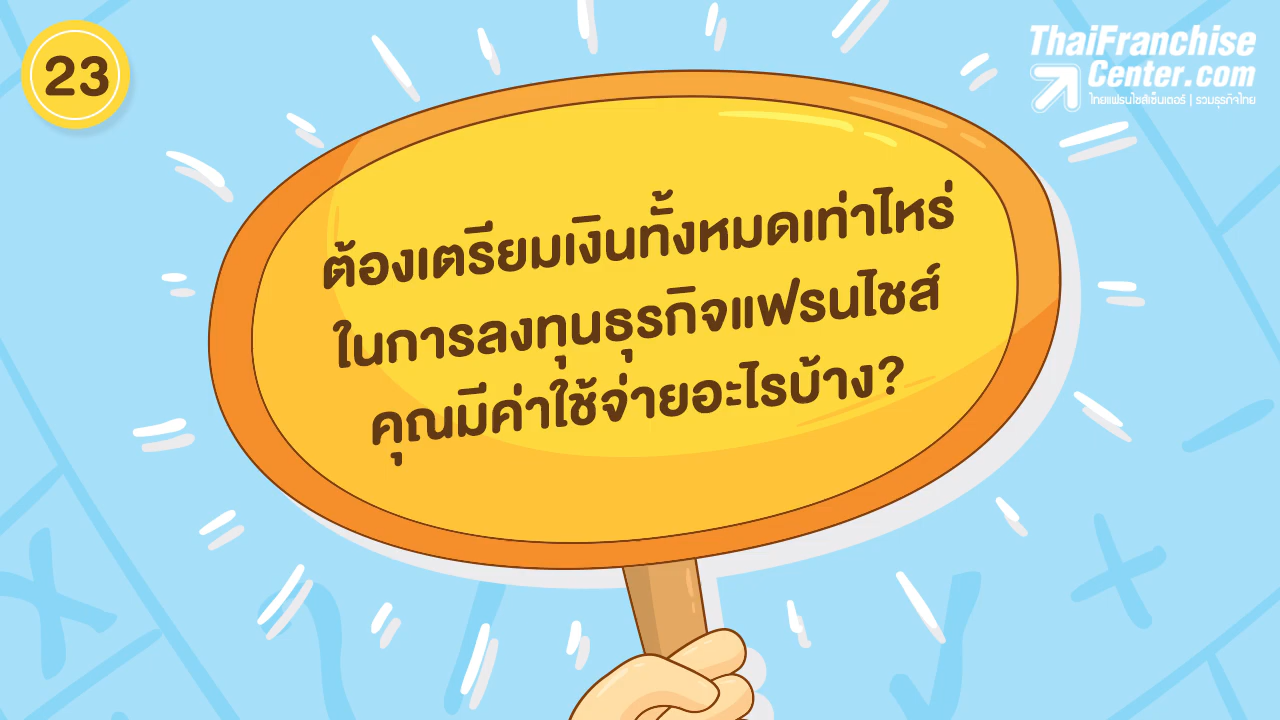 23
ThaiFranchise
Center.com
ไทยแฟรนไชส์เซ็นเตอร์ | รวมธุรกิจไทย
ต้องเตรียมเงินทั้งหมดเท่าไหร่
ในการลงทุนธุรกิจแฟรนไชส์
คุณมีค่าใช้จ่ายอะไรบ้าง?